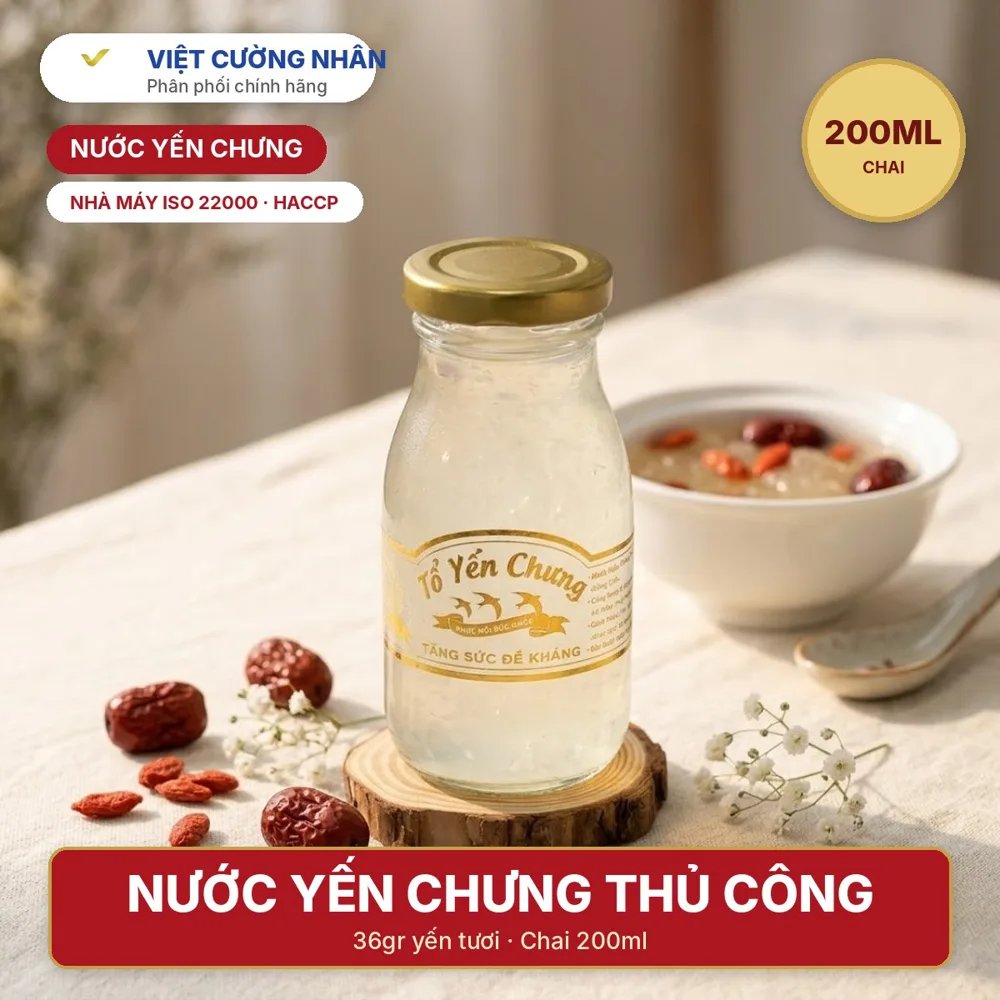 VIỆT CƯỜNG NHÂN
Phân phối chính hãng
NƯỚC YẾN CHƯNG
NHÀ MÁY ISO 22000 · HACCP
200ML
CHAI
Tổ Yến Chưng
TĂNG SỨC ĐỀ KHÁNG
NƯỚC YẾN CHƯNG THỦ CÔNG
36gr yến tươi · Chai 200ml